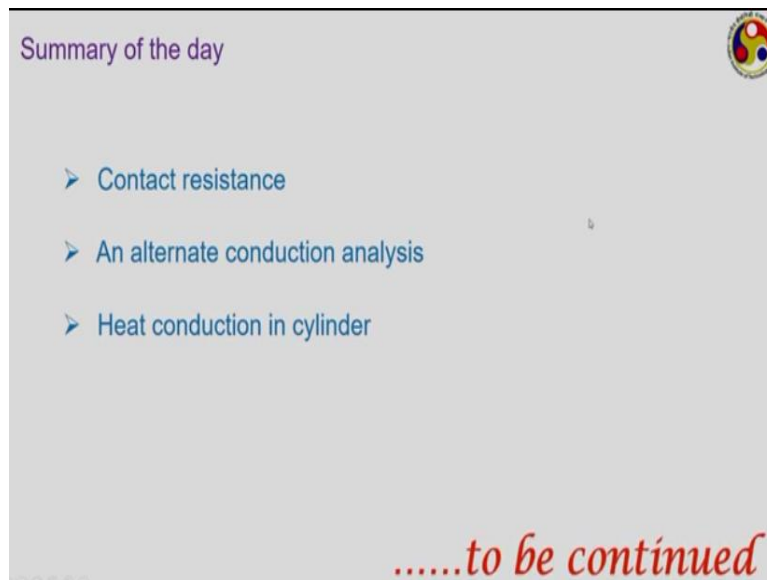 Summary of the day
➢ Contact resistance
➢ An alternate conduction analysis
➢ Heat conduction in cylinder
......to be continued